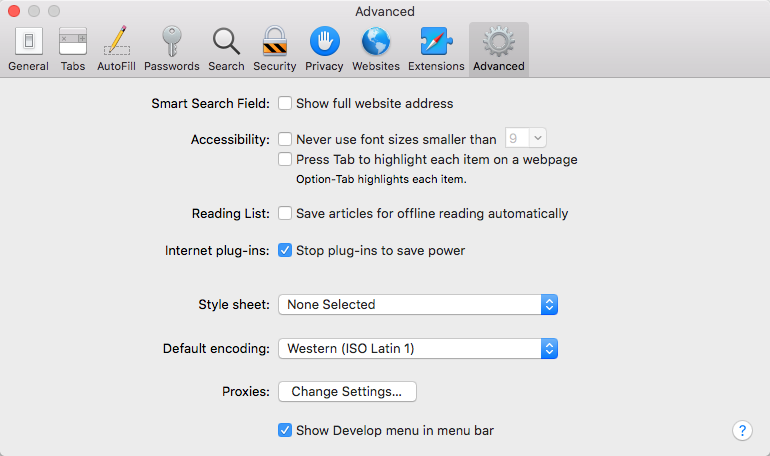 Advanced
General Tabs AutoFill Passwords Search Security Privacy Websites Extensions Advanced
Smart Search Field: Show full website address
Accessibility: Never use font sizes smaller than 9
Press Tab to highlight each item on a webpage
Option-Tab highlights each item.
Reading List: Save articles for offline reading automatically
Internet plug-ins: Stop plug-ins to save power
Style sheet: None Selected
Default encoding: Western (ISO Latin 1)
Proxies: Change Settings...
Show Develop menu in menu bar
?